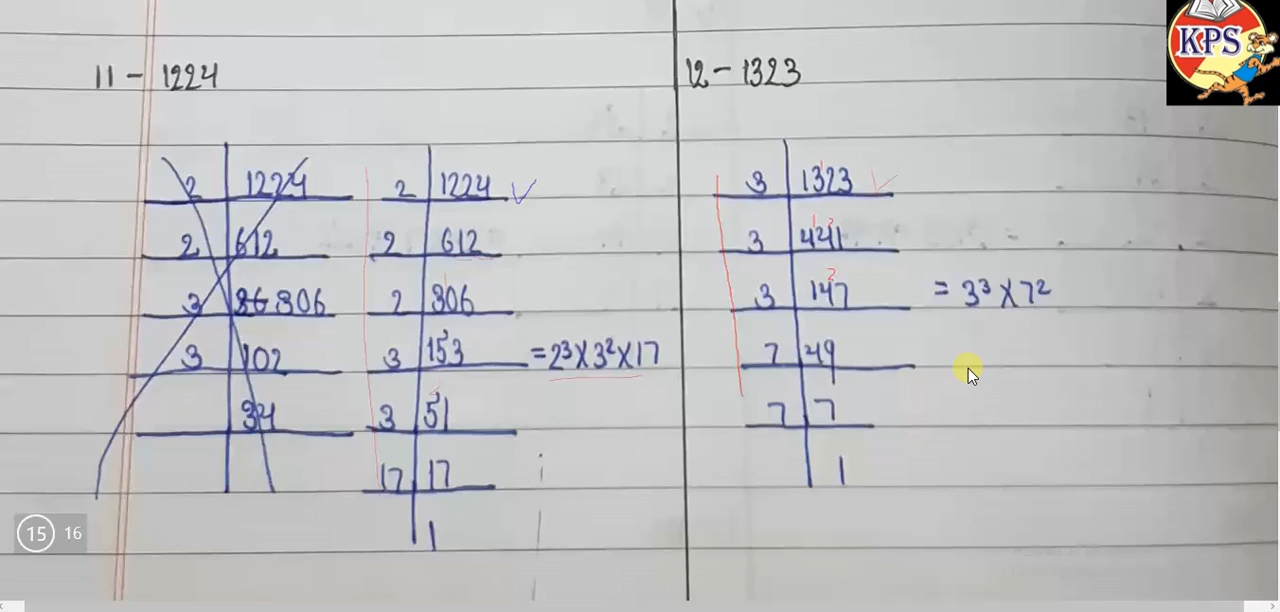 KPS
11 - 1224
12 - 1323
2 1224
2 612
3 36 306
3 102
34
2 1224
2 612
2 306
3 153 = 2³ × 3² × 17
3 51
17 17
1
3 1323
3 441
3 147 = 3³ × 7²
7 49
7 7
1
15 16